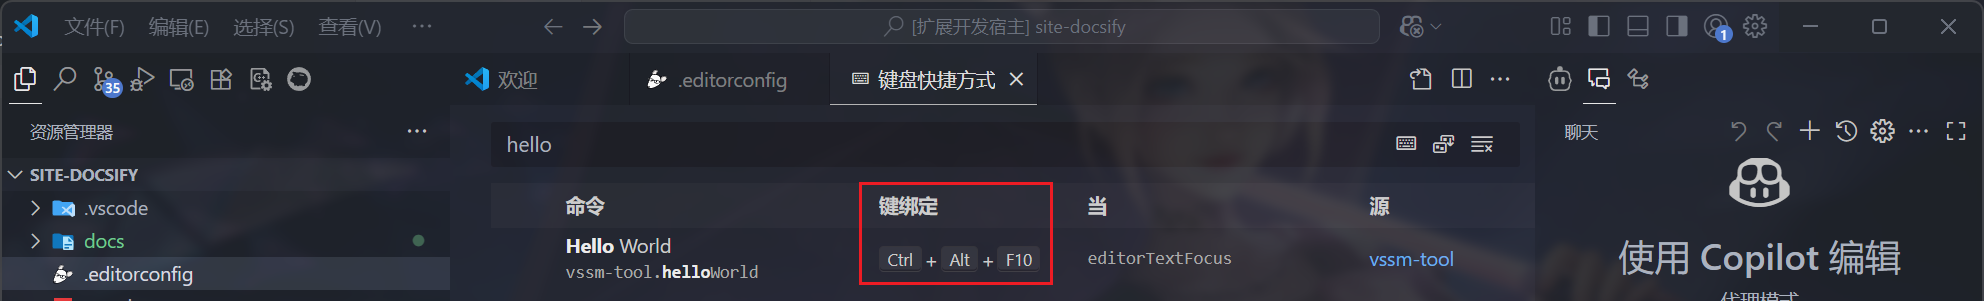 文件(F) 编辑(E) 选择(S) 查看(V) ··· [扩展开发宿主] site-docsify 1
35 欢迎 .editorconfig 键盘快捷方式
资源管理器 ··· 聊天
hello
SITE-DOCSIFY
.vscode 命令 键绑定 当 源
docs Hello World Ctrl + Alt + F10 editorTextFocus vssm-tool 使用 Copilot 编辑
.editorconfig vssm-tool.helloWorld
代理模式